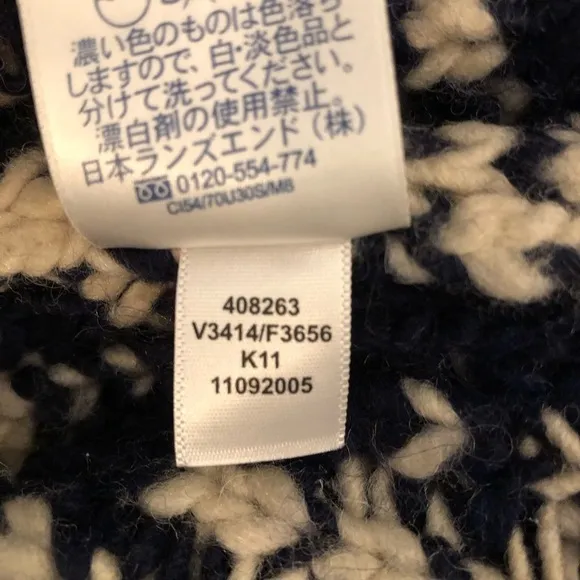 濃い色のものは色落ち
しますので、白・淡色品と
分けて洗ってください。
漂白剤の使用禁止。
日本ランズエンド（株）
0120-554-774
CI54/70U30S/M8
408263
V3414/F3656
K11
11092005